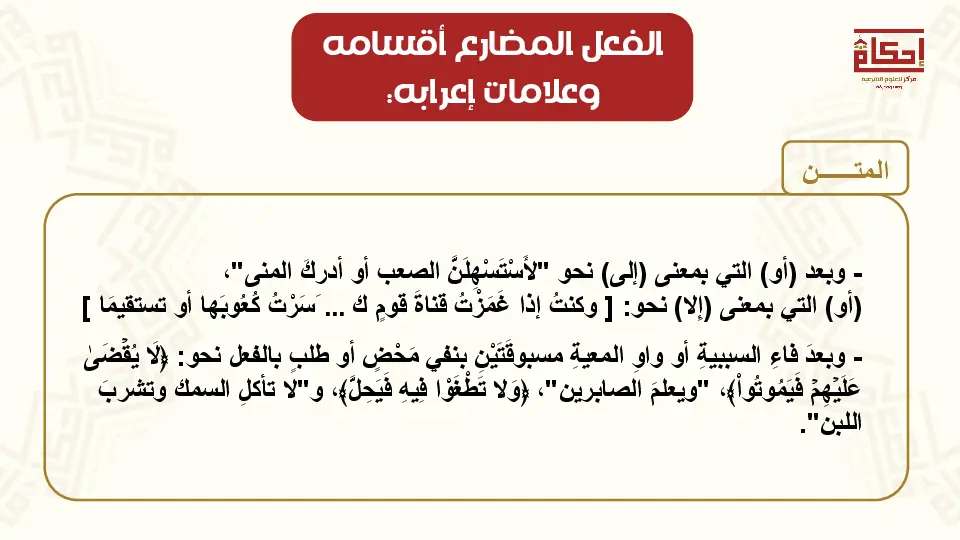 الفعل المضارع أقسامه
وعلامات إعرابه:
إحكام
مركز للعلوم الشرعية
المتـــــن
- وبعد (أو) التي بمعنى (إلى) نحو "لأَسْتَسْهِلَنَّ الصعب أو أدركَ المنى"،
(أو) التي بمعنى (إلا) نحو: [ وكنتُ إذا غَمَزْتُ قناةَ قومٍ ك ... َسَرْتُ كُعُوبَها أو تستقيمَا ]
- وبعدَ فاءِ السببيةِ أو واوِ المعيةِ مسبوقَتَيْنِ بنفي مَحْضٍ أو طلبٍ بالفعل نحو: ﴿لَا يُقْضَىٰ
عَلَيْهِمْ فَيَمُوتُواْ﴾، "ويعلمَ الصابرين"، ﴿وَلا تَطْغَوْا فِيهِ فَيَحِلَّ﴾، و"لا تأكلِ السمك وتشربَ
اللبن".